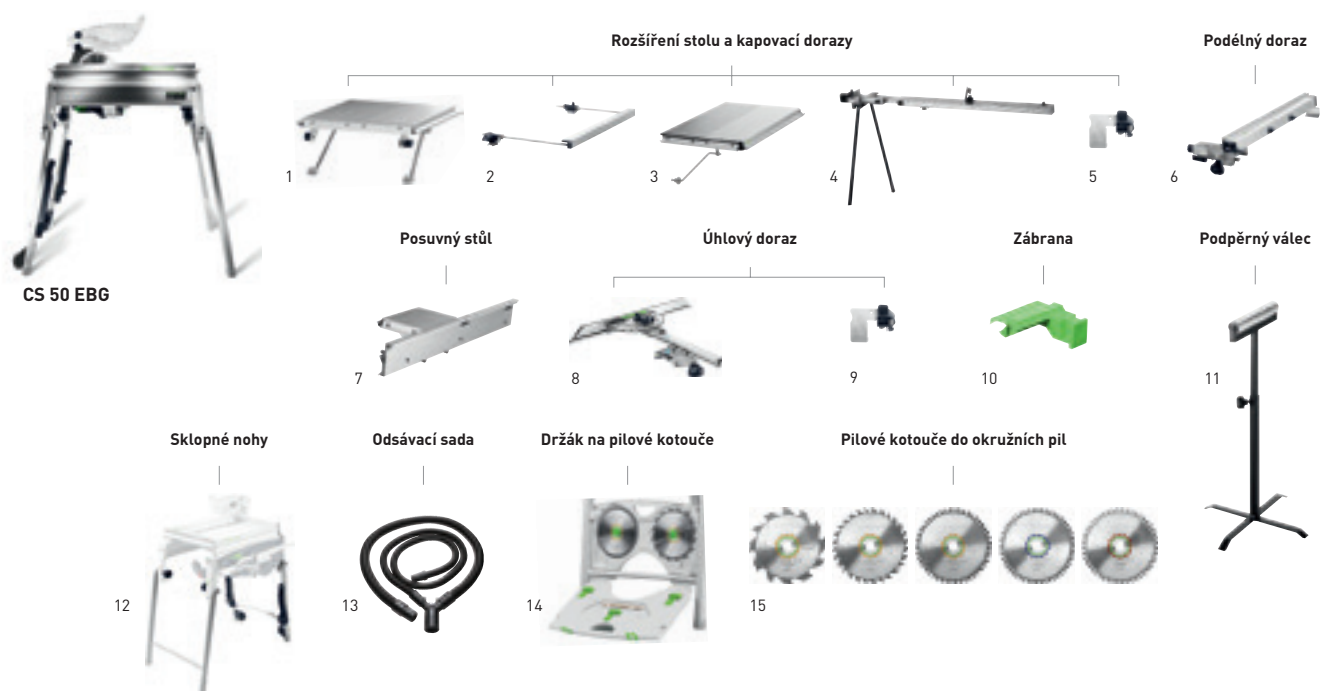 Rozšíření stolu a kapovací dorazy
Podélný doraz
1
2
3
4
5
6
CS 50 EBG
Posuvný stůl
Úhlový doraz
Zábrana
Podpěrný válec
7
8
9
10
11
Sklopné nohy
Odsávací sada
Držák na pilové kotouče
Pilové kotouče do okružních pil
12
13
14
15